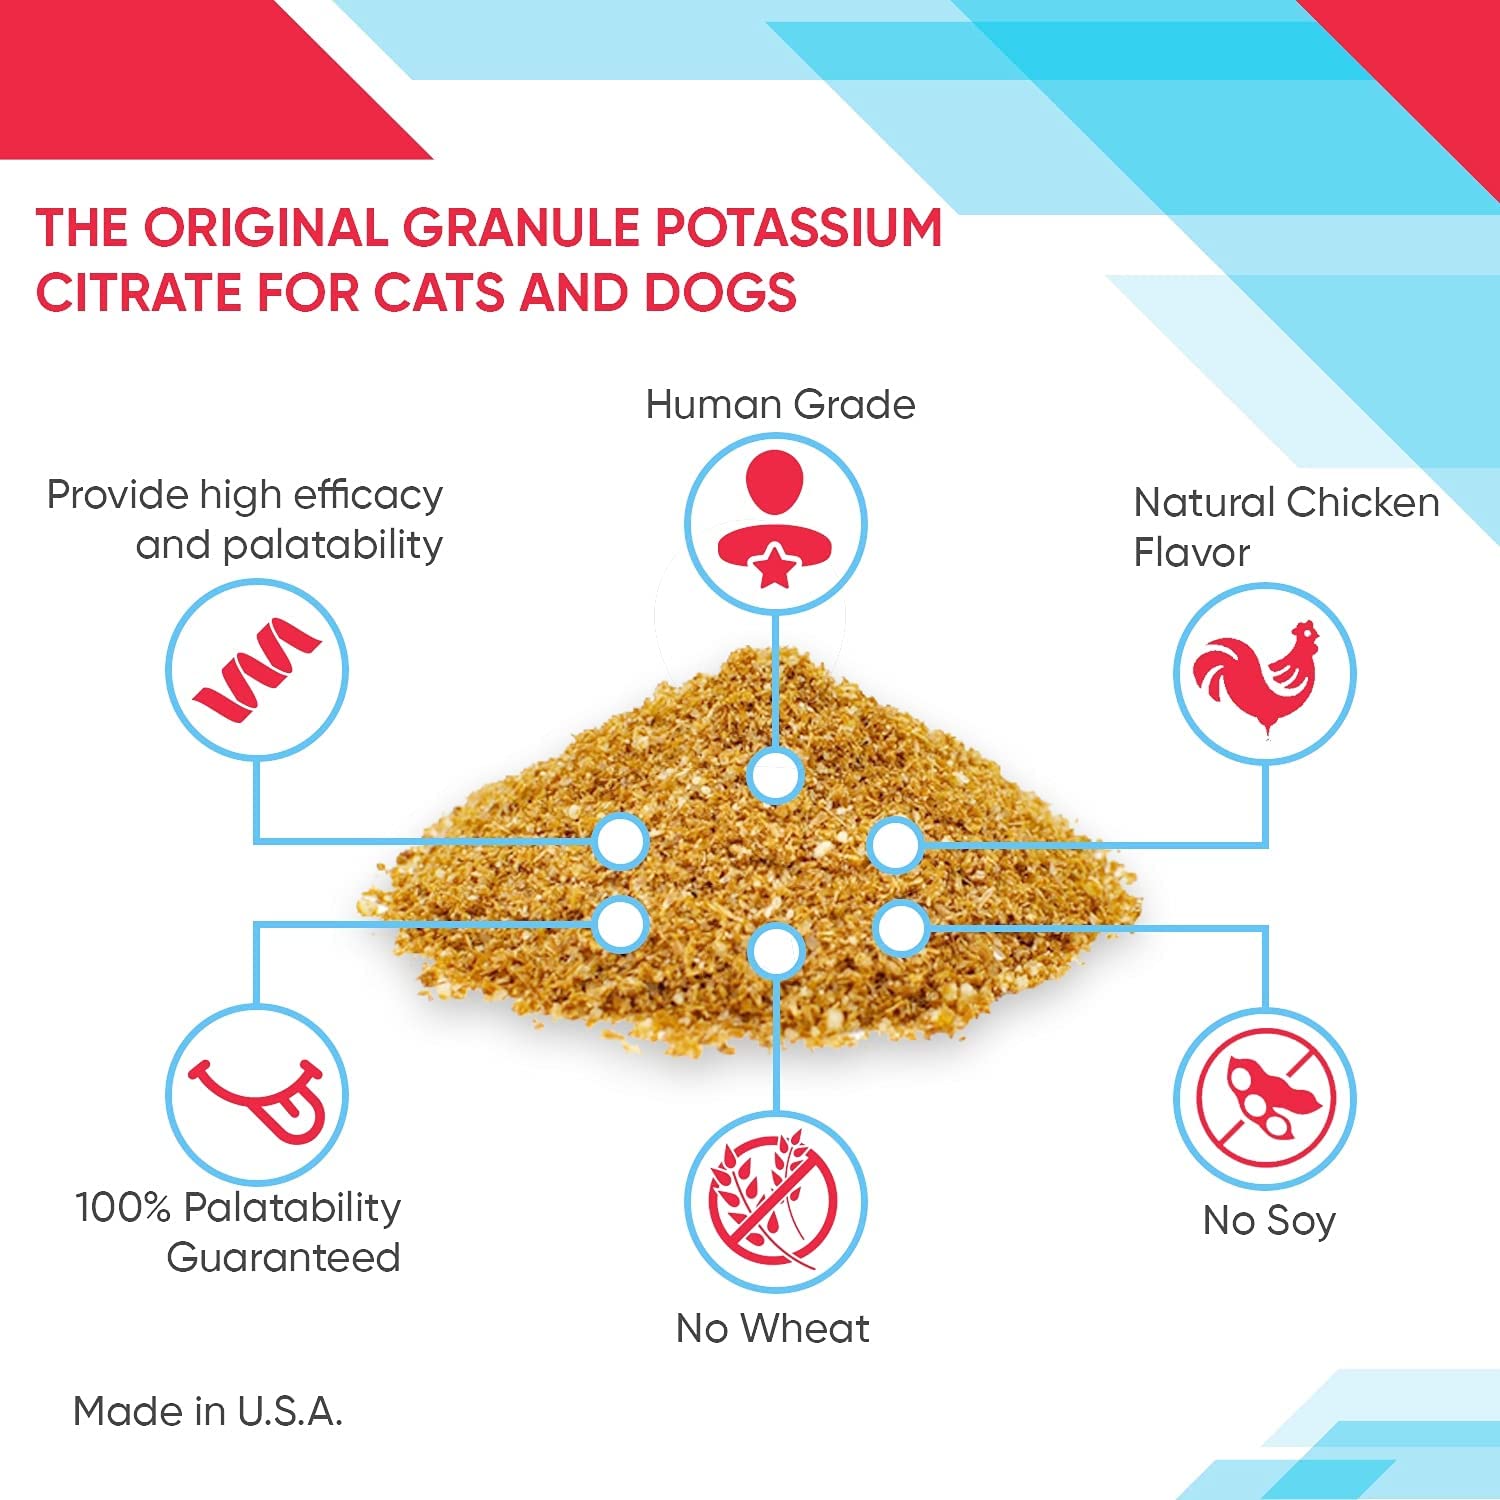 THE ORIGINAL GRANULE POTASSIUM
CITRATE FOR CATS AND DOGS
Human Grade
Provide high efficacy
and palatability
Natural Chicken
Flavor
100% Palatability
Guaranteed
No Soy
No Wheat
Made in U.S.A.